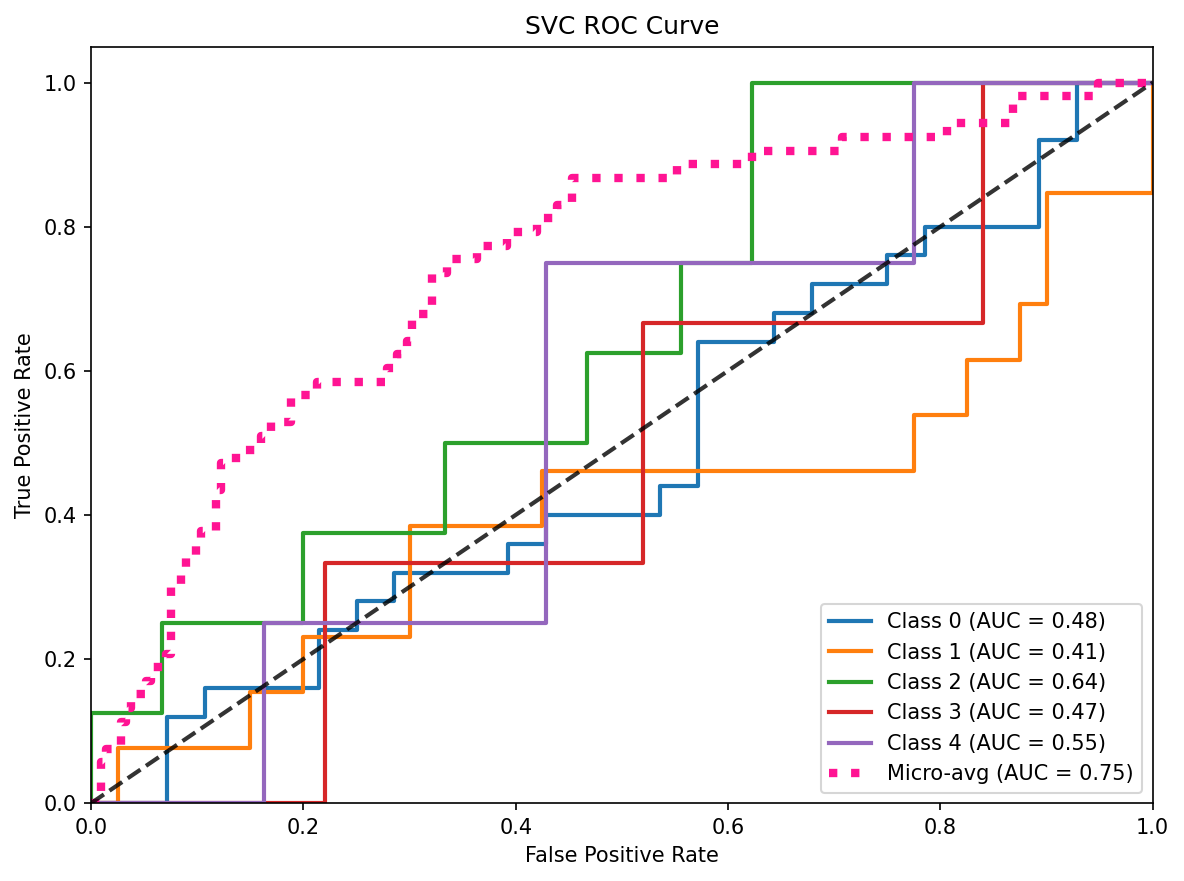 SVC ROC Curve
True Positive Rate
1.0
0.8
0.6
0.4
0.2
0.0
0.0 0.2 0.4 0.6 0.8 1.0
False Positive Rate
Class 0 (AUC = 0.48)
Class 1 (AUC = 0.41)
Class 2 (AUC = 0.64)
Class 3 (AUC = 0.47)
Class 4 (AUC = 0.55)
Micro-avg (AUC = 0.75)